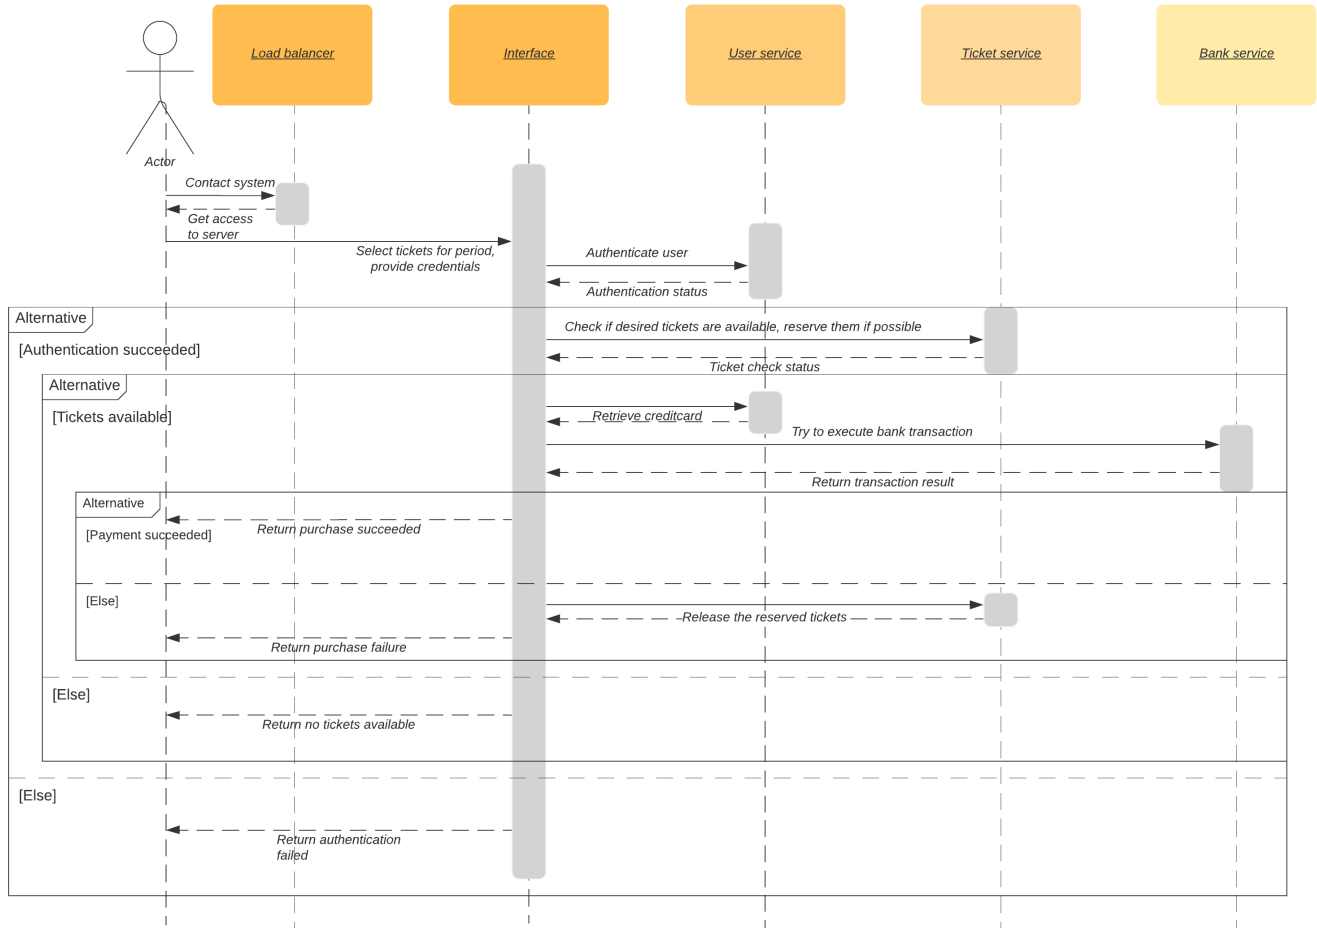 Load balancer
Interface
User service
Ticket service
Bank service
Actor
Contact system
Get access
to server
Select tickets for period,
provide credentials
Authenticate user
Authentication status
Alternative
[Authentication succeeded]
Check if desired tickets are available, reserve them if possible
Ticket check status
Alternative
[Tickets available]
Retrieve creditcard
Try to execute bank transaction
Return transaction result
Alternative
[Payment succeeded]
Return purchase succeeded
[Else]
Release the reserved tickets
Return purchase failure
[Else]
Return no tickets available
[Else]
Return authentication
failed